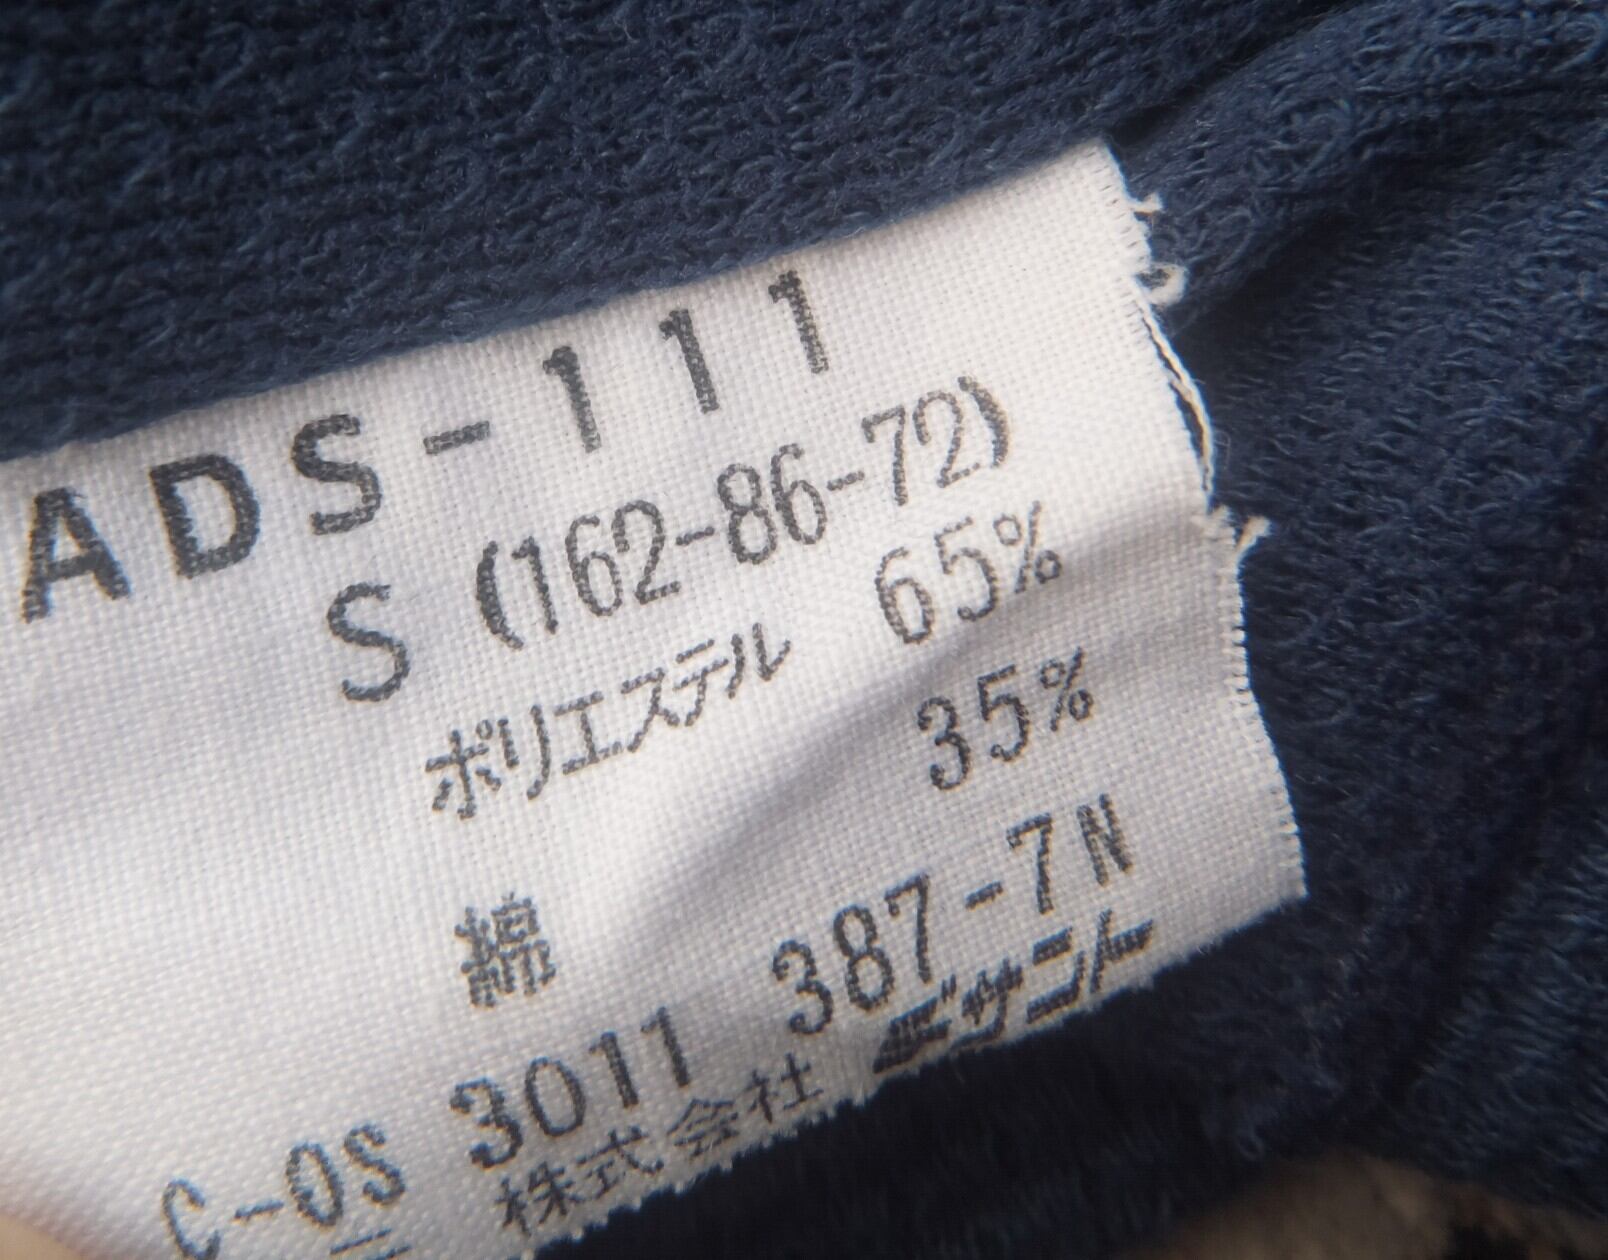 ADS-111
S (162-86-72)
ポリエステル 65%
綿 35%
C-OS 3011 387-7N
株式会社 デサント